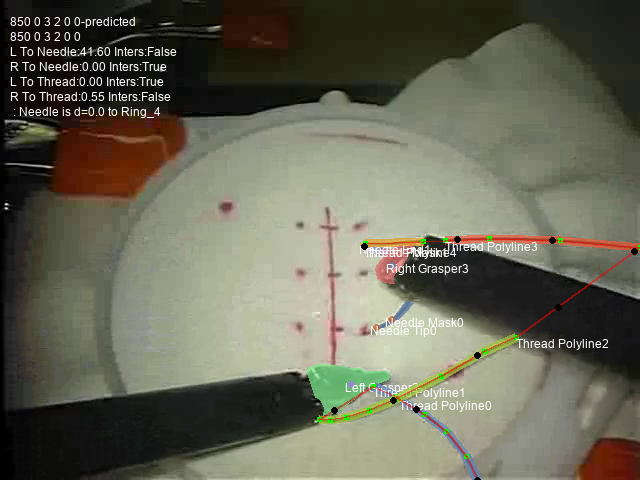 850 0 3 2 0 0-predicted
850 0 3 2 0 0
L To Needle:41.60 Inters:False
R To Needle:0.00 Inters:True
L To Thread:0.00 Inters:True
R To Thread:0.55 Inters:False
: Needle is d=0.0 to Ring_4
Thread Polyline3
Right Grasper3
Needle Mask0
Needle Tip0
Thread Polyline2
Left Grasper2
Thread Polyline1
Thread Polyline0